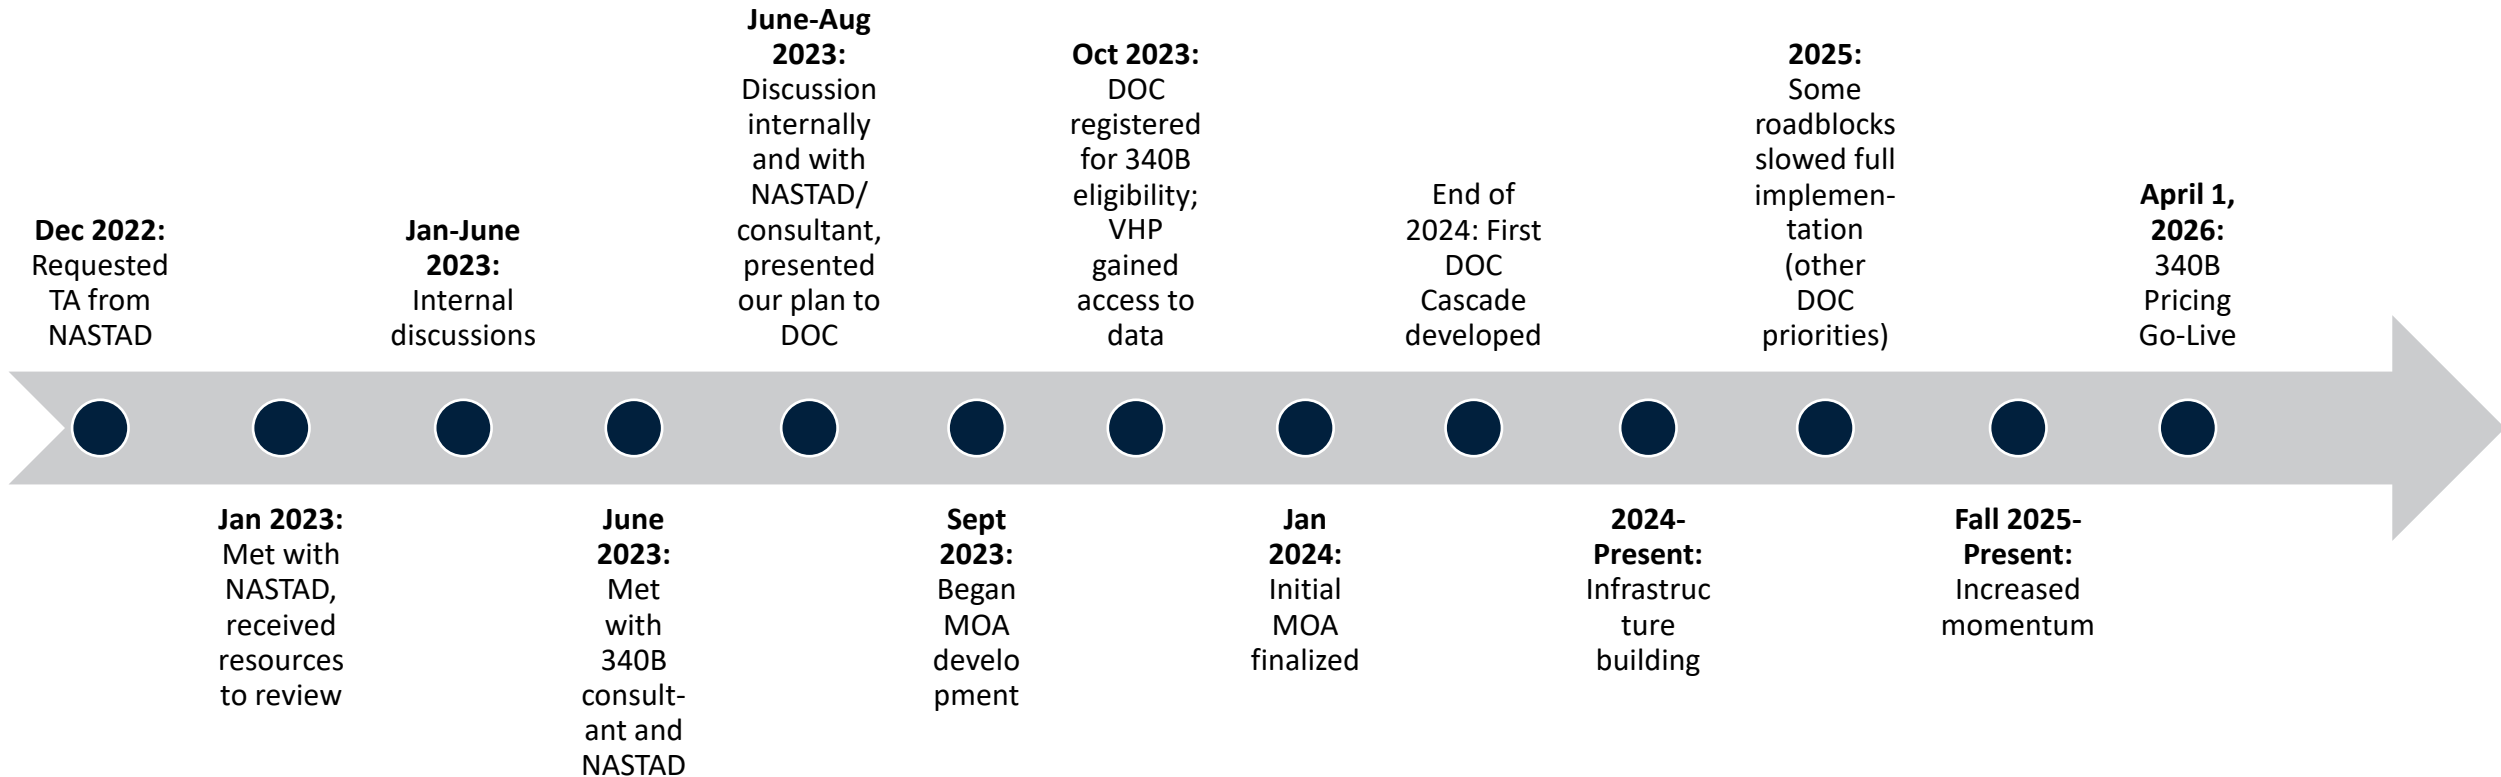 Dec 2022:
Requested
TA from
NASTAD
Jan 2023:
Met with
NASTAD,
received
resources
to review
Jan-June
2023:
Internal
discussions
June
2023:
Met
with
340B
consult-
ant and
NASTAD
June-Aug
2023:
Discussion
internally
and with
NASTAD/
consultant,
presented
our plan to
DOC
Sept
2023:
Began
MOA
develo
pment
Oct 2023:
DOC
registered
for 340B
eligibility;
VHP
gained
access to
data
Jan
2024:
Initial
MOA
finalized
End of
2024: First
DOC
Cascade
developed
2024-
Present:
Infrastruc
ture
building
2025:
Some
roadblocks
slowed full
implemen-
tation
(other
DOC
priorities)
Fall 2025-
Present:
Increased
momentum
April 1,
2026:
340B
Pricing
Go-Live